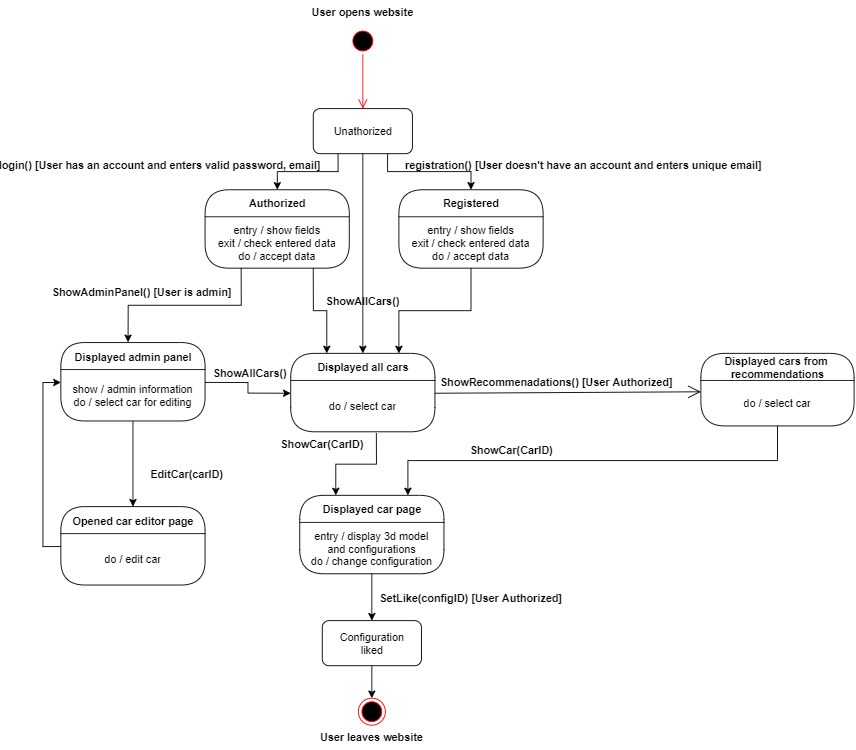 User opens website
Unathorized
login() [User has an account and enters valid password, email]
registration() [User doesn't have an account and enters unique email]
Authorized
entry / show fields
exit / check entered data
do / accept data
Registered
entry / show fields
exit / check entered data
do / accept data
ShowAdminPanel() [User is admin]
ShowAllCars()
Displayed admin panel
show / admin information
do / select car for editing
ShowAllCars()
Displayed all cars
do / select car
ShowRecommenadations() [User Authorized]
Displayed cars from
recommendations
do / select car
ShowCar(CarID)
ShowCar(CarID)
EditCar(carID)
Opened car editor page
do / edit car
Displayed car page
entry / display 3d model
and configurations
do / change configuration
SetLike(configID) [User Authorized]
Configuration
liked
User leaves website